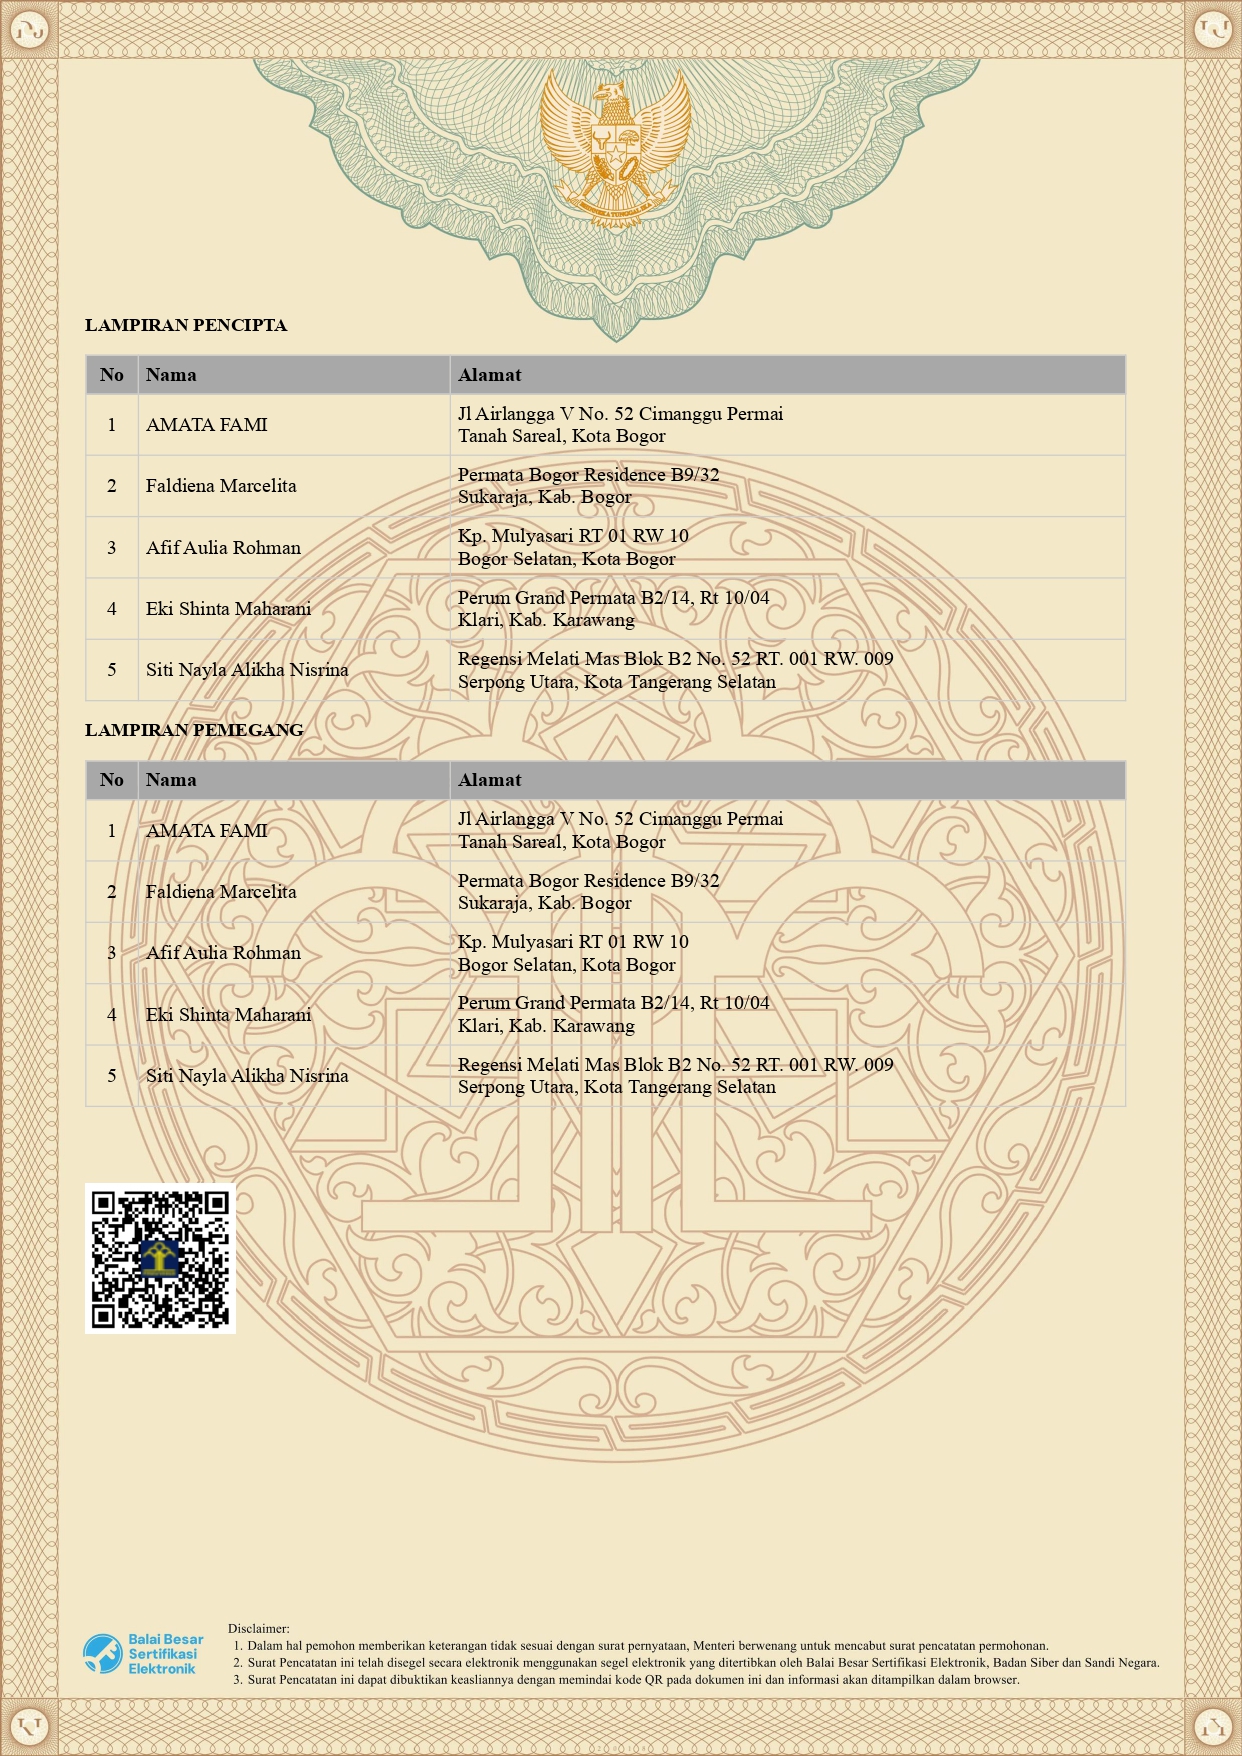 LAMPIRAN PENCIPTA
No Nama Alamat
1 AMATA FAMI Jl Airlangga V No. 52 Cimanggu Permai
Tanah Sareal, Kota Bogor
2 Faldiena Marcelita Permata Bogor Residence B9/32
Sukaraja, Kab. Bogor
3 Afif Aulia Rohman Kp. Mulyasari RT 01 RW 10
Bogor Selatan, Kota Bogor
4 Eki Shinta Maharani Perum Grand Permata B2/14, Rt 10/04
Klari, Kab. Karawang
5 Siti Nayla Alikha Nisrina Regensi Melati Mas Blok B2 No. 52 RT. 001 RW. 009
Serpong Utara, Kota Tangerang Selatan
LAMPIRAN PEMEGANG
No Nama Alamat
1 AMATA FAMI Jl Airlangga V No. 52 Cimanggu Permai
Tanah Sareal, Kota Bogor
2 Faldiena Marcelita Permata Bogor Residence B9/32
Sukaraja, Kab. Bogor
3 Afif Aulia Rohman Kp. Mulyasari RT 01 RW 10
Bogor Selatan, Kota Bogor
4 Eki Shinta Maharani Perum Grand Permata B2/14, Rt 10/04
Klari, Kab. Karawang
5 Siti Nayla Alikha Nisrina Regensi Melati Mas Blok B2 No. 52 RT. 001 RW. 009
Serpong Utara, Kota Tangerang Selatan
Balai Besar
Sertifikasi
Elektronik
Disclaimer:
1. Dalam hal pemohon memberikan keterangan tidak sesuai dengan surat pernyataan, Menteri berwenang untuk mencabut surat pencatatan permohonan.
2. Surat Pencatatan ini telah disegel secara elektronik menggunakan segel elektronik yang ditertibkan oleh Balai Besar Sertifikasi Elektronik, Badan Siber dan Sandi Negara.
3. Surat Pencatatan ini dapat dibuktikan keasliannya dengan memindai kode QR pada dokumen ini dan informasi akan ditampilkan dalam browser.